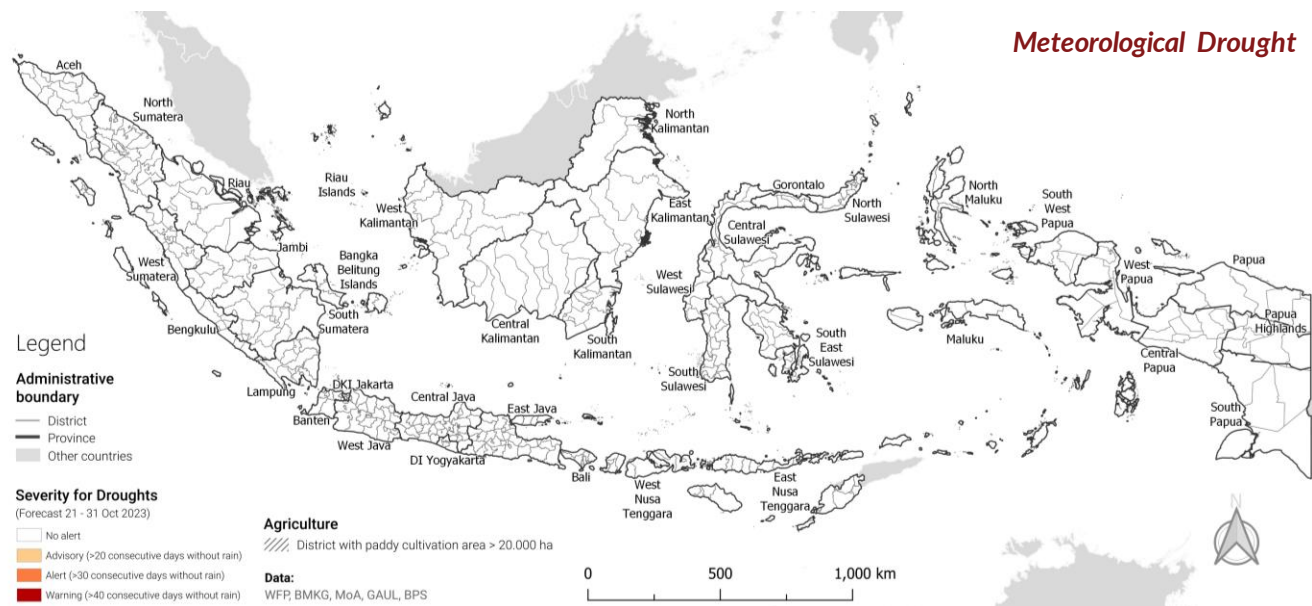 Meteorological Drought
Aceh
North
Sumatera
Riau
Riau
Islands
Jambi
West
Sumatera
Bangka
Belitung
Islands
South
Sumatera
Bengkulu
Lampung
DKI Jakarta
Banten
West Java
Central Java
DI Yogyakarta
East Java
Bali
West
Nusa
Tenggara
East
Nusa
Tenggara
West
Kalimantan
Central
Kalimantan
South
Kalimantan
East
Kalimantan
North
Kalimantan
Gorontalo
North
Sulawesi
Central
Sulawesi
West
Sulawesi
South
Sulawesi
South
East
Sulawesi
North
Maluku
Maluku
South
West
Papua
West
Papua
Papua
Papua
Highlands
Central
Papua
South
Papua
Legend
Administrative
boundary
District
Province
Other countries
Severity for Droughts
(Forecast 21 - 31 Oct 2023)
No alert
Advisory (>20 consecutive days without rain)
Alert (>30 consecutive days without rain)
Warning (>40 consecutive days without rain)
Agriculture
District with paddy cultivation area > 20.000 ha
Data:
WFP, BMKG, MoA, GAUL, BPS
0 500 1,000 km
N